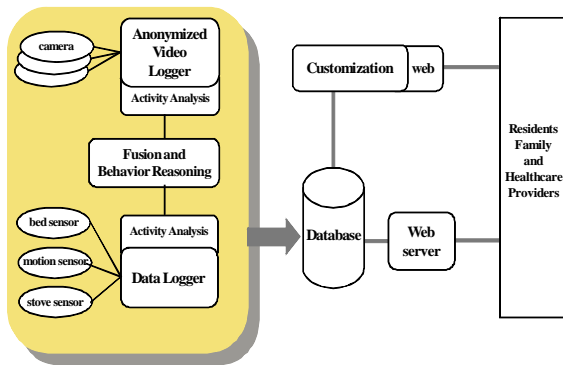 camera
Anonymized
Video
Logger
Activity Analysis
Fusion and
Behavior Reasoning
bed sensor
motion sensor
stove sensor
Activity Analysis
Data Logger
Customization
web
Database
Web
server
Residents
Family
and
Healthcare
Providers